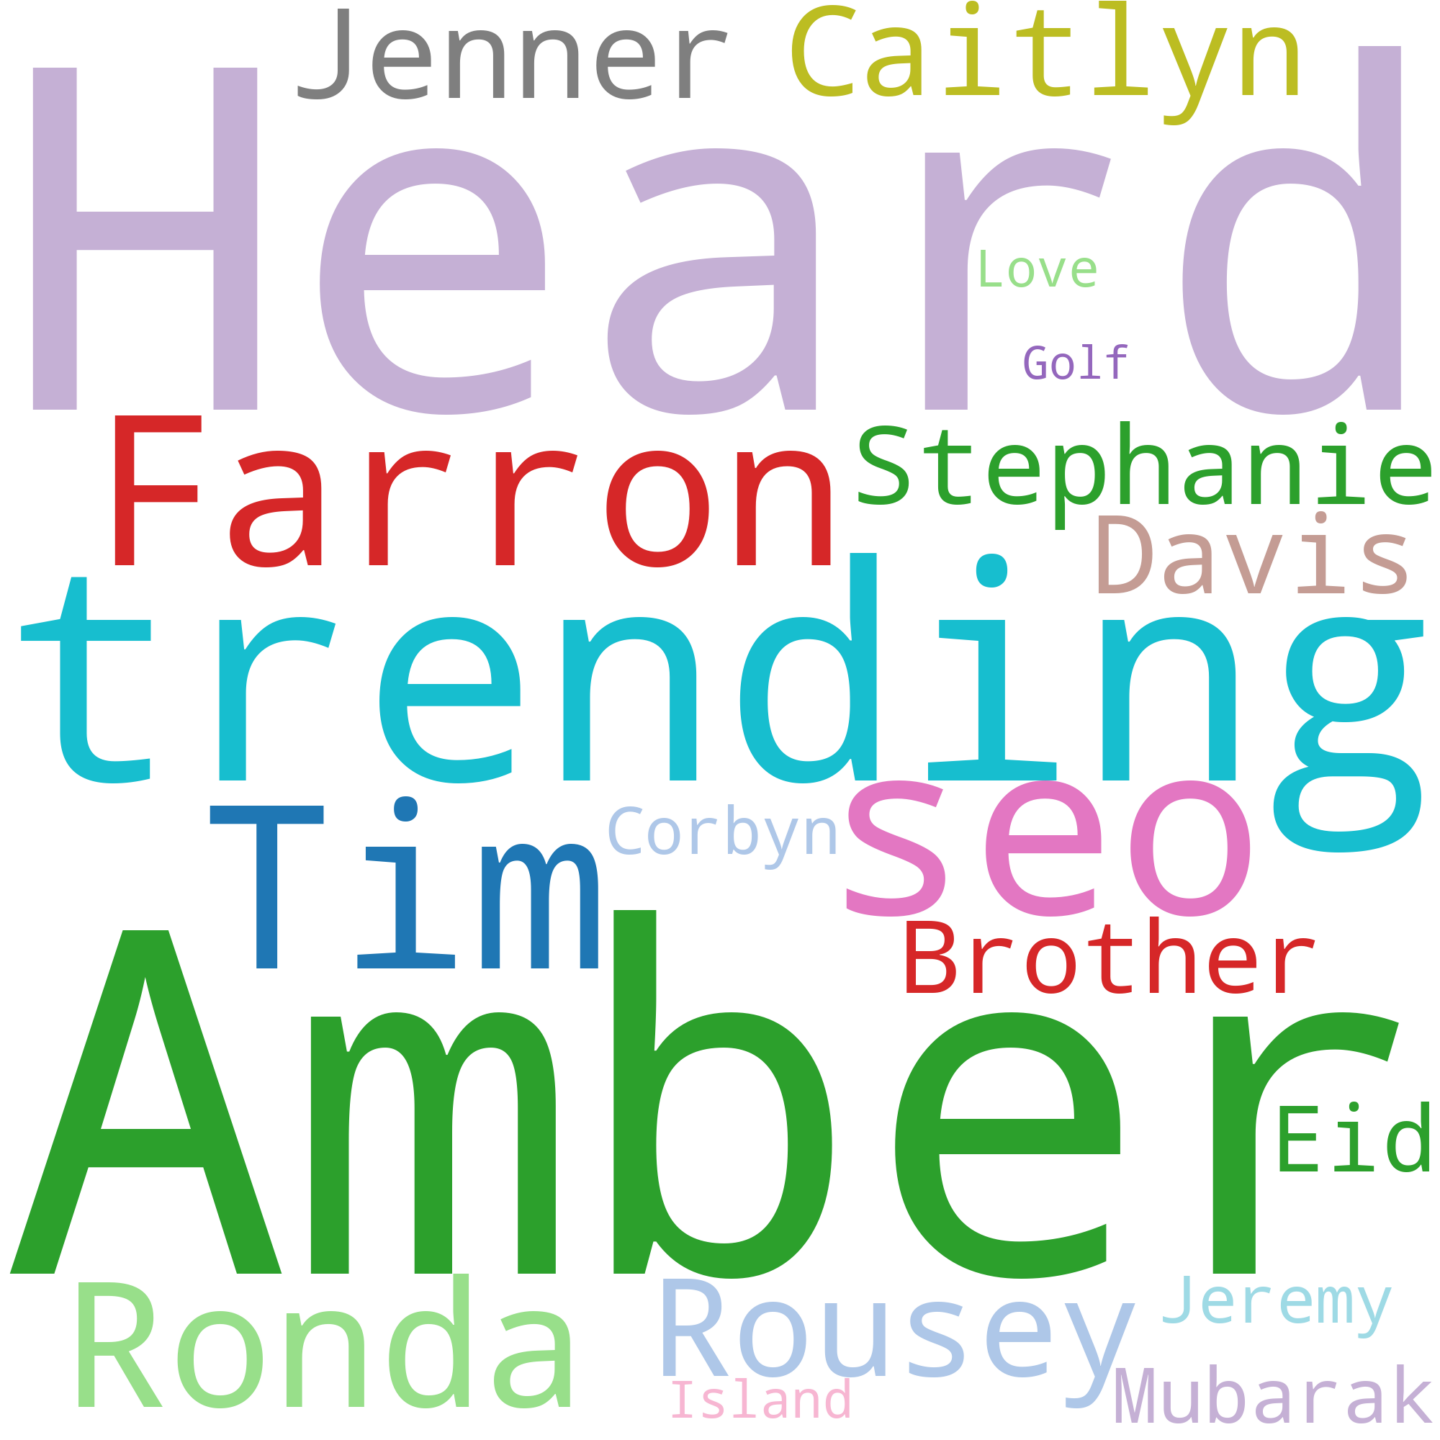 Jenner Caitlyn
Heard
Love
Golf
Farron Stephanie
Davis
trending
Tim Corbyn seo
Brother
Amber
Eid
Ronda Rousey Jeremy
Island Mubarak